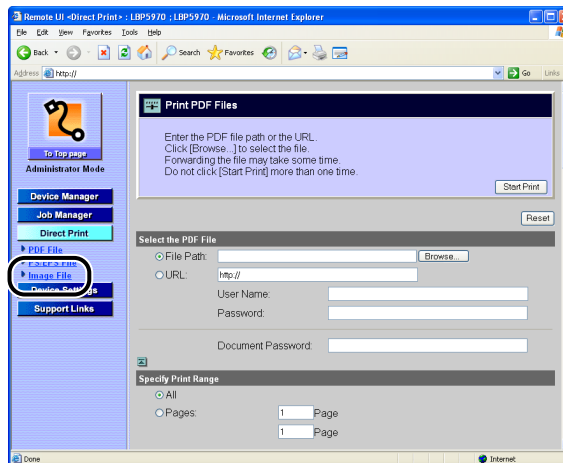 Remote UI <Direct Print> : LBP5970 ; LBP5970 - Microsoft Internet Explorer
File Edit View Favorites Tools Help
Back Search Favorites
Address http:// Go Links
To Top page
Administrator Mode
Device Manager
Job Manager
Direct Print
PDF File
PS/EPS File
Image File
Device Settings
Support Links
Print PDF Files
Enter the PDF file path or the URL.
Click [Browse...] to select the file.
Forwarding the file may take some time.
Do not click [Start Print] more than one time.
Start Print
Reset
Select the PDF File
File Path: Browse...
URL: http://
User Name:
Password:
Document Password:
Specify Print Range
All
Pages: 1 Page
1 Page
Done Internet